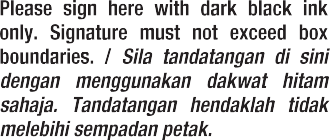 Please sign here with dark black ink
only. Signature must not exceed box
boundaries. / Sila tandatangan di sini
dengan menggunakan dakwat hitam
sahaja. Tandatangan hendaklah tidak
melebihi sempadan petak.